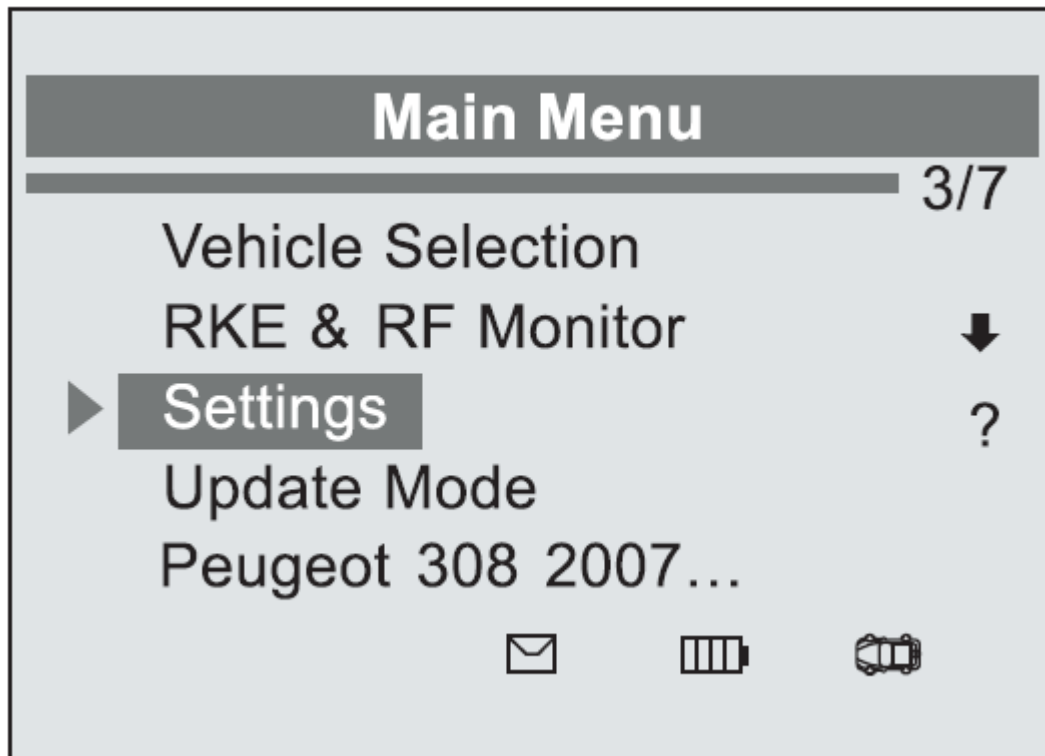 Main Menu
3/7
Vehicle Selection
RKE & RF Monitor
Settings
?
Update Mode
Peugeot 308 2007...